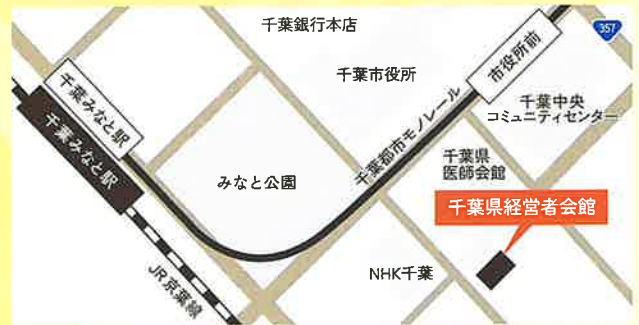 千葉銀行本店
357
千葉市役所
市役所前
千葉みなと駅
千葉みなと駅
千葉中央
コミュニティセンター
千葉都市モノレール
千葉県
医師会館
みなと公園
千葉県経営者会館
NHK千葉
JR京葉線